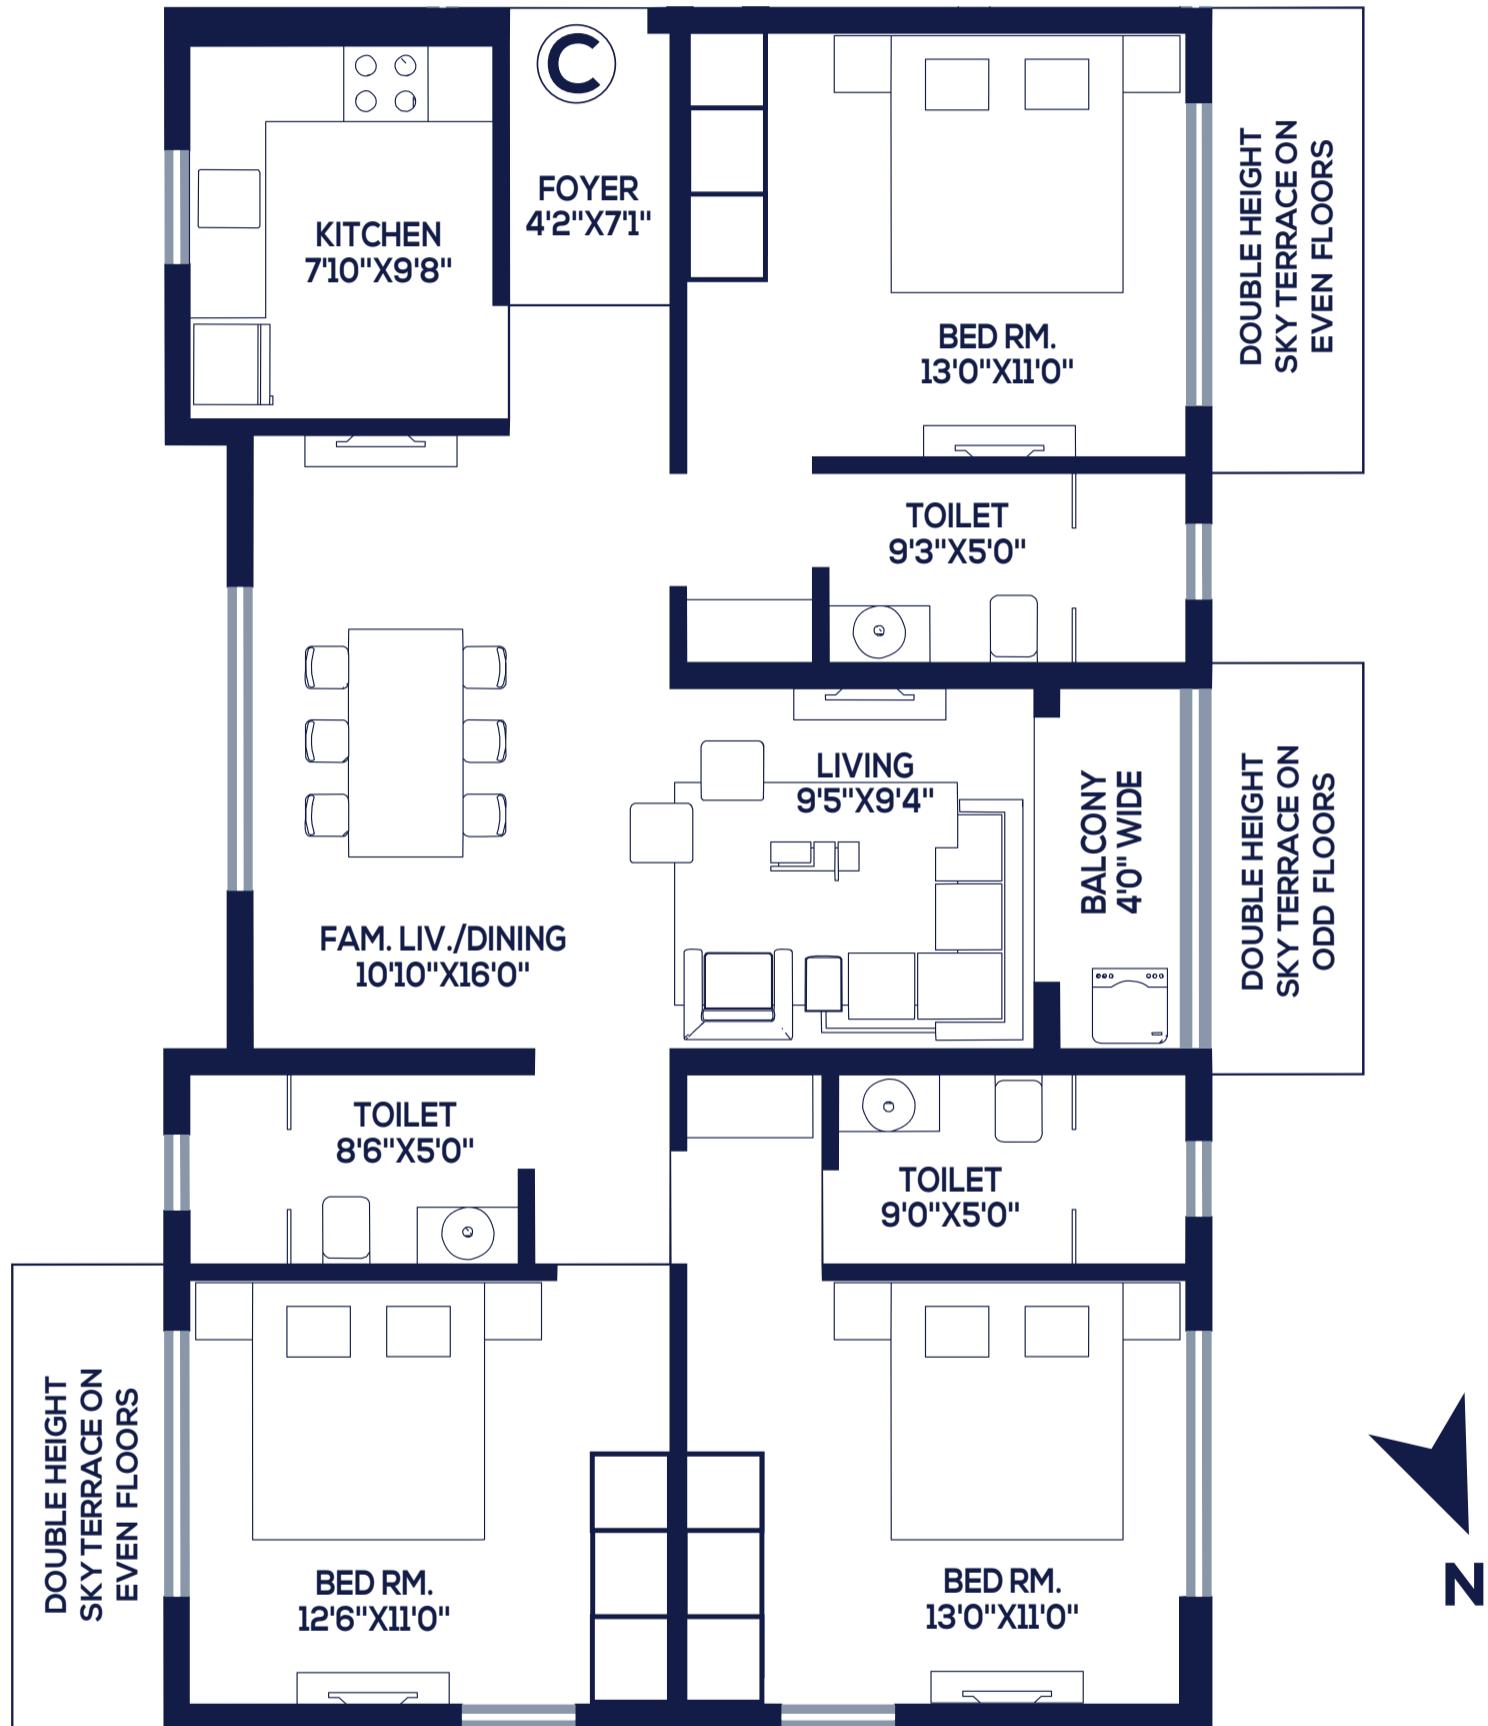 C
FOYER
4'2"X7'1"
KITCHEN
7'10"X9'8"
BED RM.
13'0"X11'0"
DOUBLE HEIGHT
SKY TERRACE ON
EVEN FLOORS
TOILET
9'3"X5'0"
LIVING
9'5"X9'4"
BALCONY
4'0" WIDE
DOUBLE HEIGHT
SKY TERRACE ON
ODD FLOORS
FAM. LIV./DINING
10'10"X16'0"
TOILET
8'6"X5'0"
TOILET
9'0"X5'0"
DOUBLE HEIGHT
SKY TERRACE ON
EVEN FLOORS
BED RM.
12'6"X11'0"
BED RM.
13'0"X11'0"
N